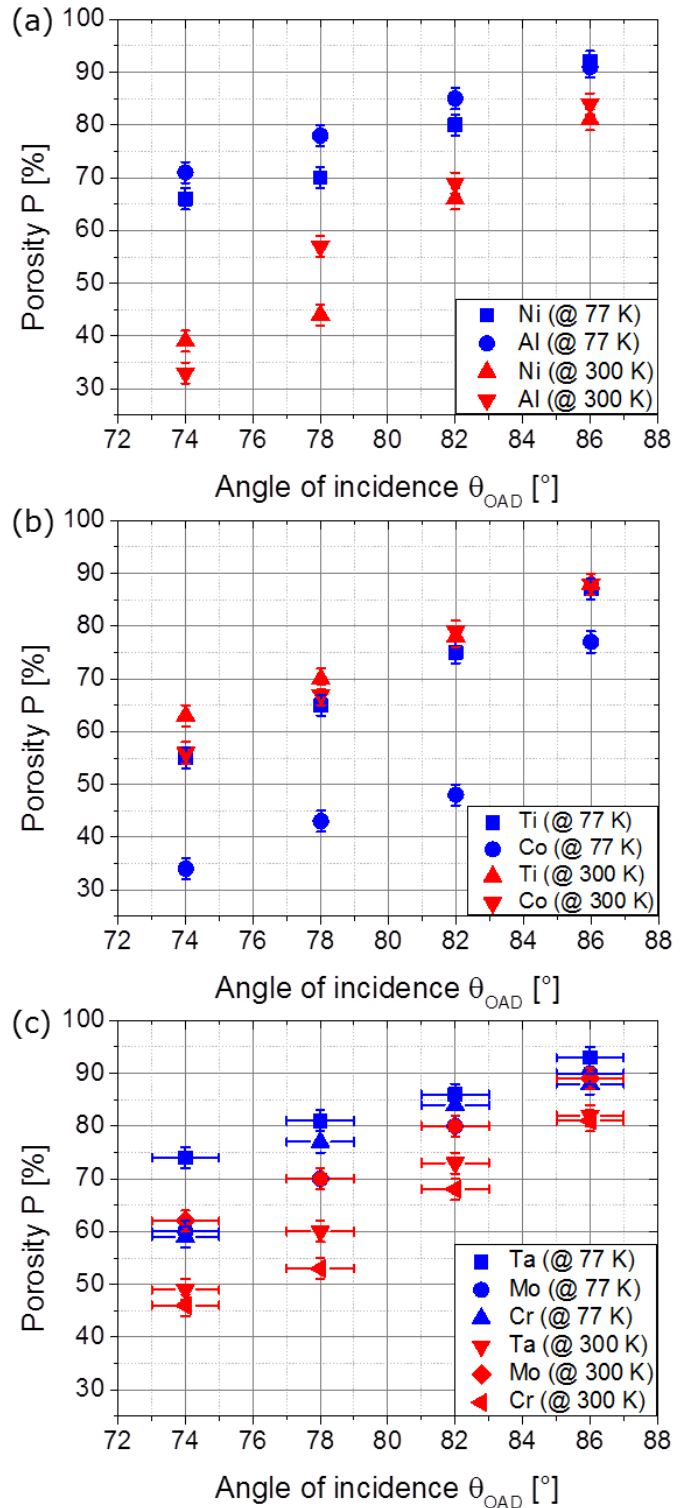 (a)
100
90
80
70
60
50
40
30
Porosity P [%]
Ni (@ 77 K)
Al (@ 77 K)
Ni (@ 300 K)
Al (@ 300 K)
72 74 76 78 80 82 84 86 88
Angle of incidence θOAD [°]
(b)
100
90
80
70
60
50
40
30
Porosity P [%]
Ti (@ 77 K)
Co (@ 77 K)
Ti (@ 300 K)
Co (@ 300 K)
72 74 76 78 80 82 84 86 88
Angle of incidence θOAD [°]
(c)
100
90
80
70
60
50
40
30
Porosity P [%]
Ta (@ 77 K)
Mo (@ 77 K)
Cr (@ 77 K)
Ta (@ 300 K)
Mo (@ 300 K)
Cr (@ 300 K)
72 74 76 78 80 82 84 86 88
Angle of incidence θOAD [°]